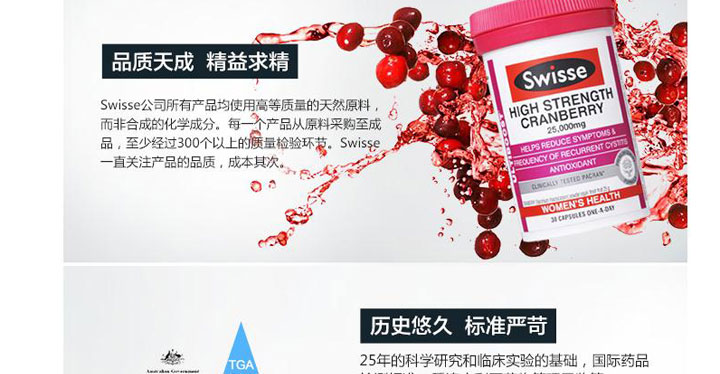 品质天成 精益求精
Swisse公司所有产品均使用高等质量的天然原料，
而非合成的化学成分。每一个产品从原料采购至成
品，至少经过300个以上的质量检验环节。Swisse
一直关注产品的品质，成本其次。
Swisse
HIGH STRENGTH
CRANBERRY
25,000mg
HELPS REDUCE SYMPTOMS &
FREQUENCY OF RECURRENT CYSTITIS
ANTIOXIDANT
CLINICALLY TESTED PACRAN
WOMEN'S HEALTH
30 CAPSULES ONE-A-DAY
历史悠久 标准严苛
25年的科学研究和临床实验的基础，国际药品
TGA
Australian Government